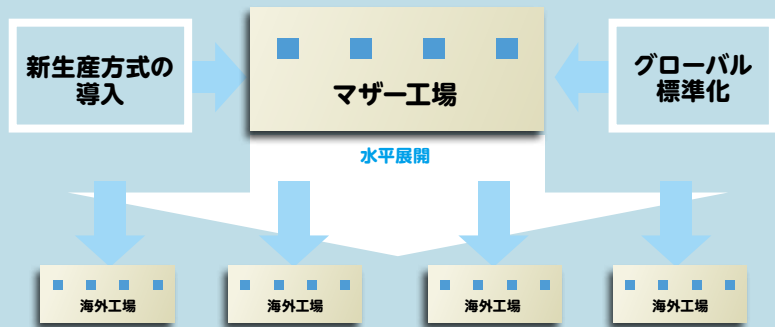 新生産方式の
導入
マザー工場
グローバル
標準化
水平展開
海外工場
海外工場
海外工場
海外工場